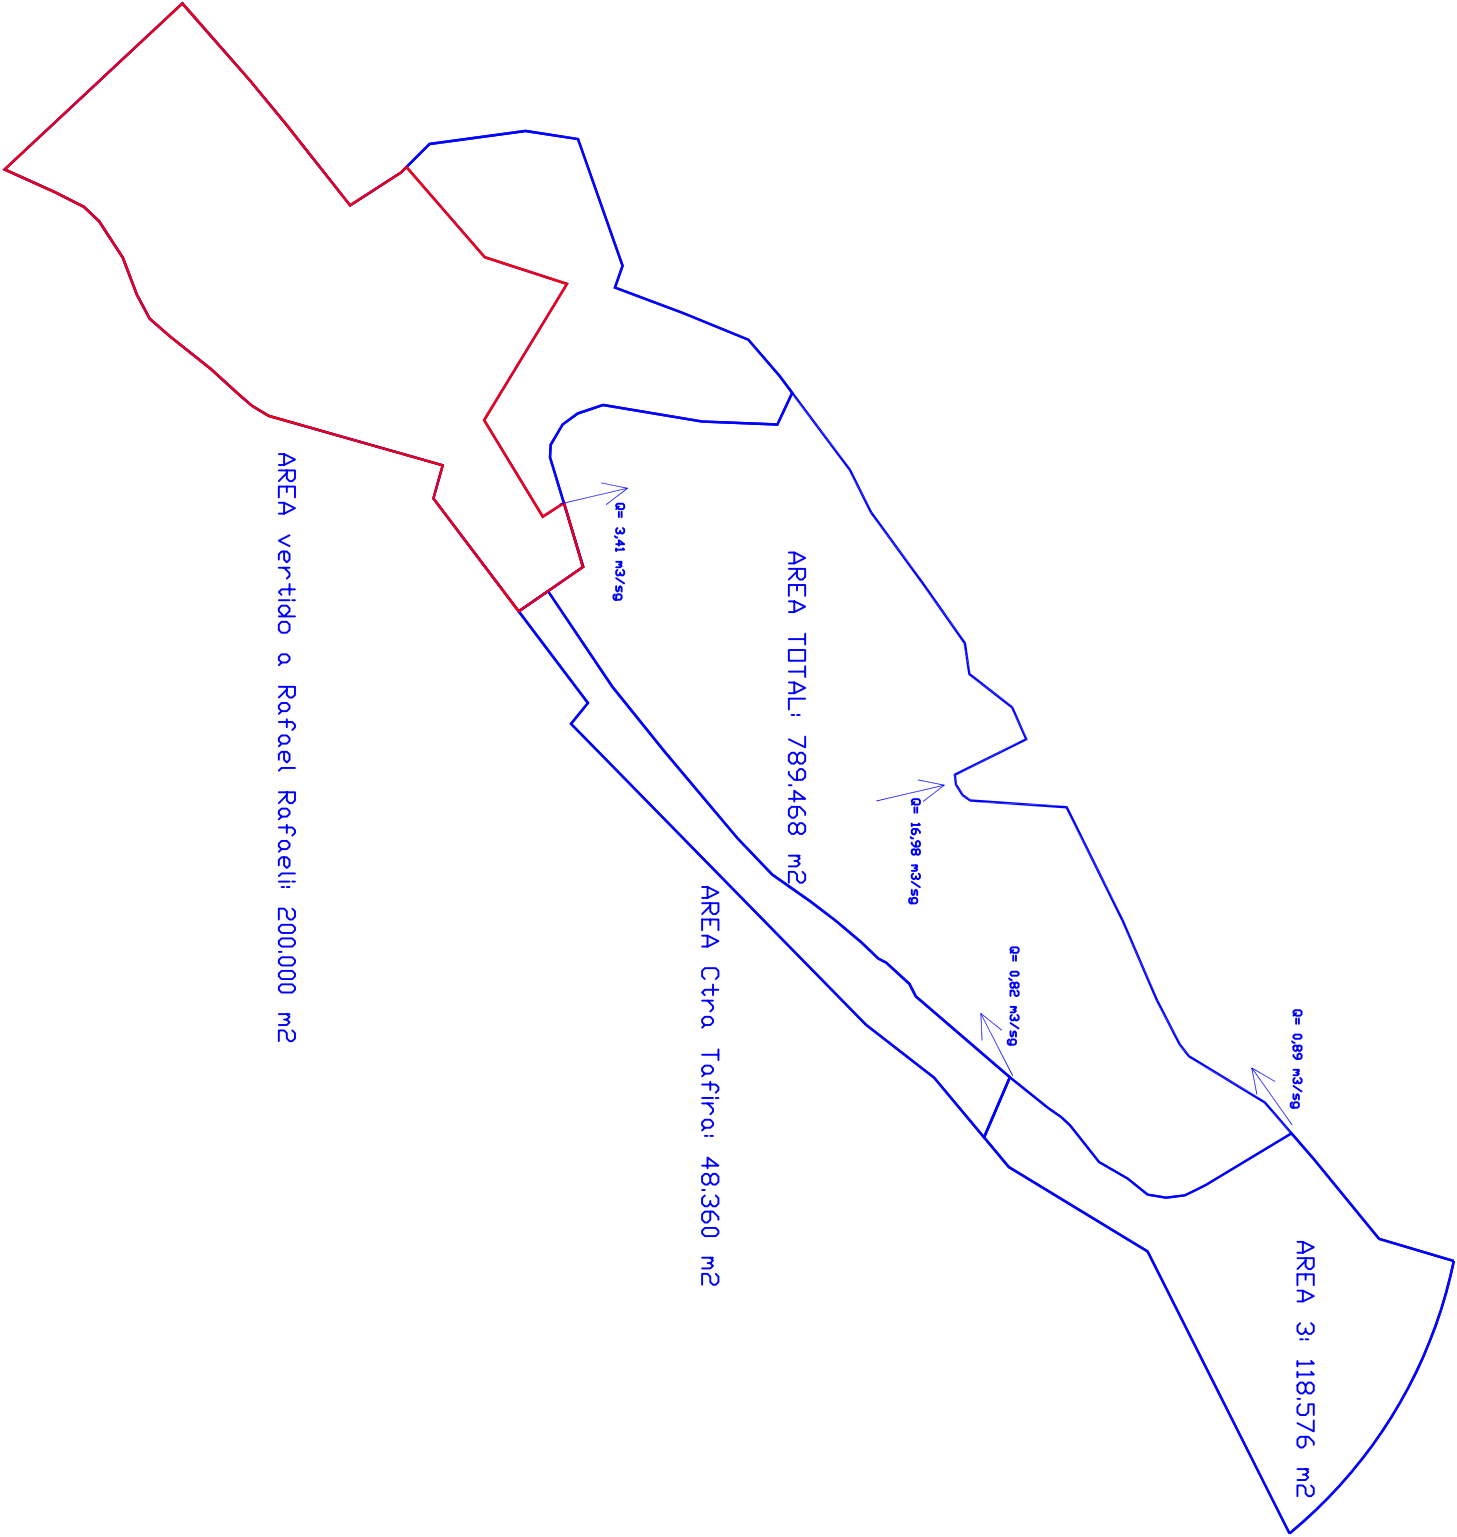 AREA vertido a Rafael Rafaeli: 200.000 m2
Q= 3,41 m3/sg
AREA TOTAL: 789.468 m2
AREA Ctra Tafira: 48.360 m2
Q= 16,98 m3/sg
Q= 0,82 m3/sg
Q= 0,89 m3/sg
AREA 3: 118.576 m2